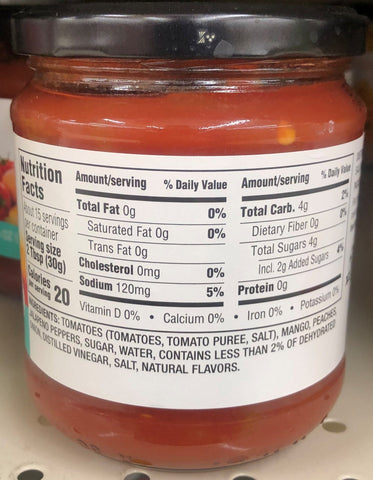 Nutrition
Facts
About 15 servings
per container
Serving size
2 Tbsp (30g)
Calories
per serving 20
Amount/serving % Daily Value
Total Fat 0g 0%
Saturated Fat 0g 0%
Trans Fat 0g
Cholesterol 0mg 0%
Sodium 120mg 5%
Amount/serving % Daily Value
Total Carb. 4g 2%
Dietary Fiber 0g 0%
Total Sugars 4g
Incl. 2g Added Sugars 4%
Protein 0g
Vitamin D 0% • Calcium 0% • Iron 0% • Potassium 0%
INGREDIENTS: TOMATOES (TOMATOES, TOMATO PUREE, SALT), MANGO, PEACHES,
JALAPENO PEPPERS, SUGAR, WATER, CONTAINS LESS THAN 2% OF DEHYDRATED
ONION, DISTILLED VINEGAR, SALT, NATURAL FLAVORS.